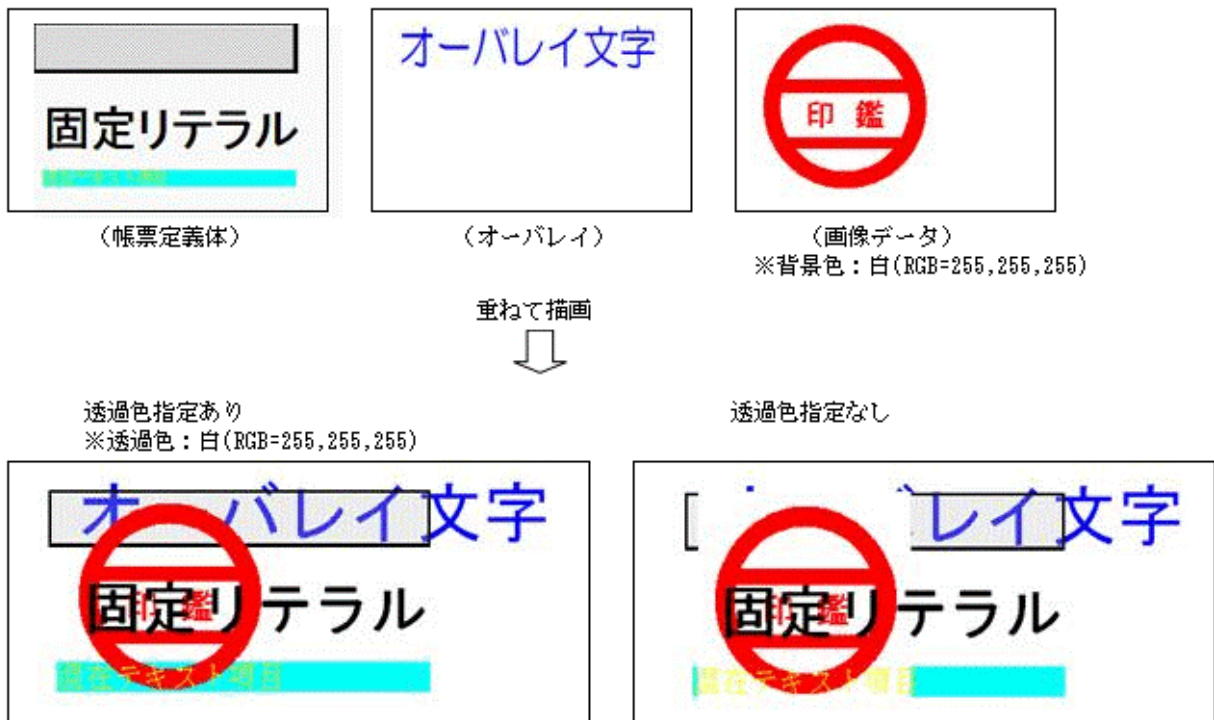 固定リテラル
オーバレイ文字
印 鑑
(帳票定義体)
(オーバレイ)
(画像データ)
※背景色:白(RGB=255,255,255)
重ねて描画
透過色指定あり
※透過色:白(RGB=255,255,255)
透過色指定なし
オーバレイ文字
固定リテラル
印 鑑
混在テキスト項目
レイ文字
固定リテラル
印 鑑
混在テキスト項目